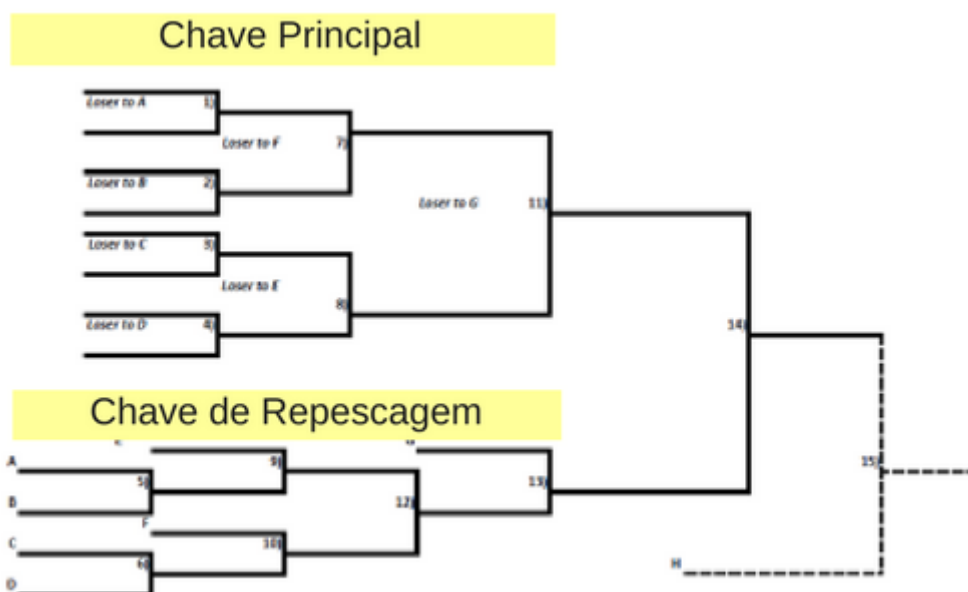 Chave Principal
Loser to A 1)
Loser to F 7)
Loser to B 2)
Loser to G 11)
Loser to C 3)
Loser to E 8)
Loser to D 4)
14)
Chave de Repescagem
A
9)
5)
13)
15)
B
12)
F
C
10)
6)
H
D